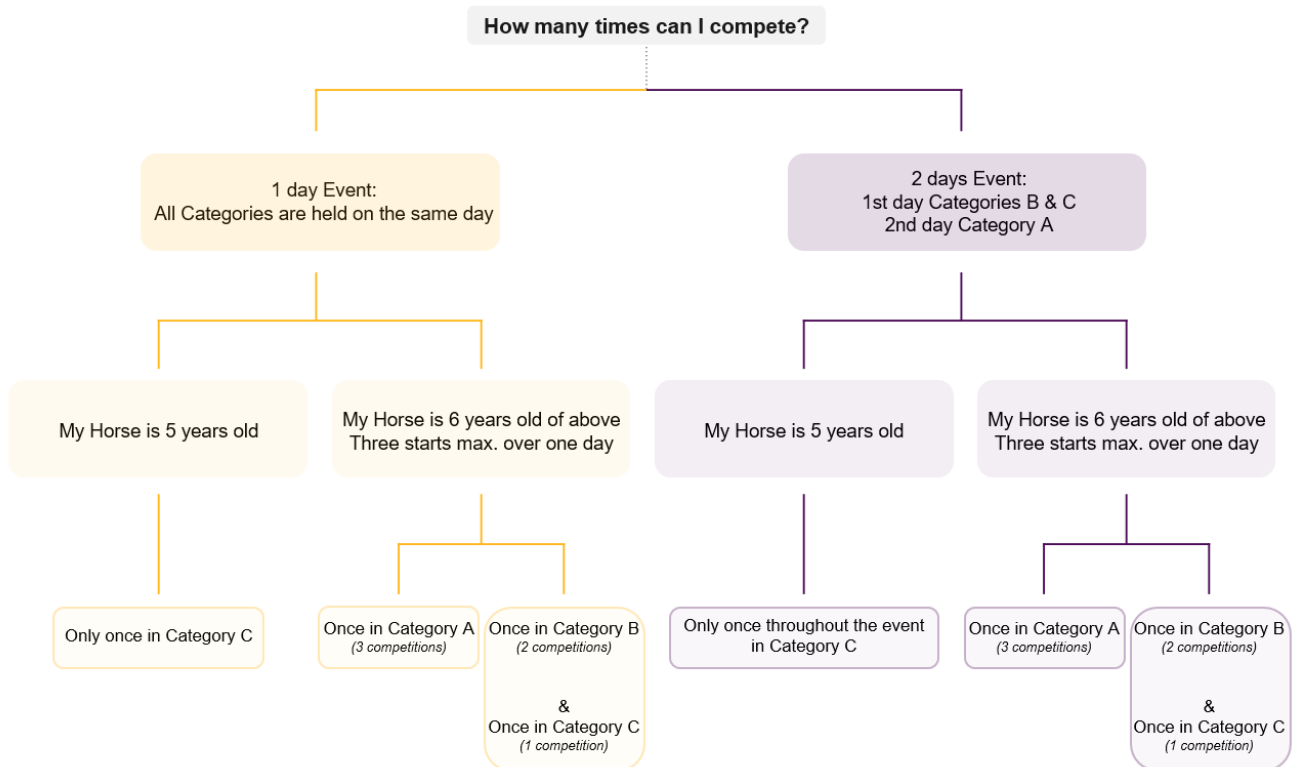 How many times can I compete?
1 day Event:
All Categories are held on the same day
2 days Event:
1st day Categories B & C
2nd day Category A
My Horse is 5 years old
My Horse is 6 years old of above
Three starts max. over one day
My Horse is 5 years old
My Horse is 6 years old of above
Three starts max. over one day
Only once in Category C
Once in Category A
(3 competitions)
Once in Category B
(2 competitions)
&
Once in Category C
(1 competition)
Only once throughout the event
in Category C
Once in Category A
(3 competitions)
Once in Category B
(2 competitions)
&
Once in Category C
(1 competition)